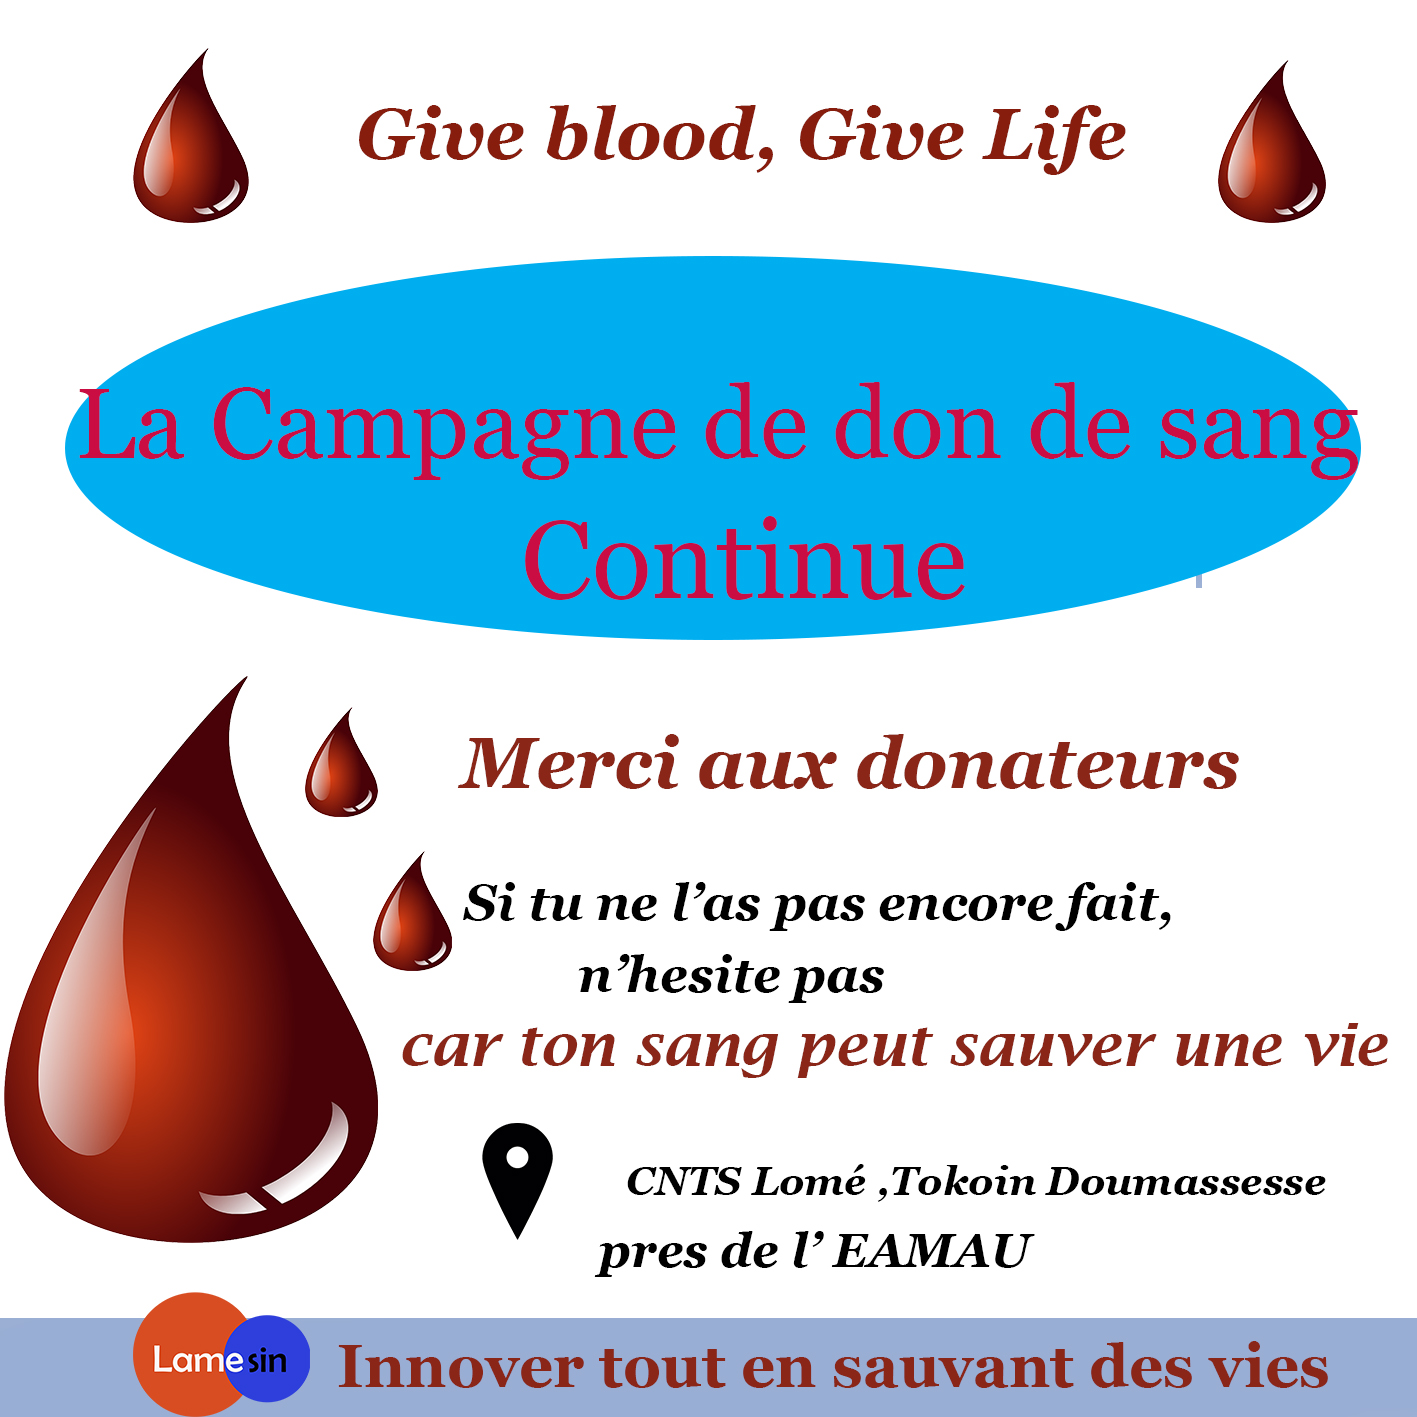 Give blood, Give Life
La Campagne de don de sang
Continue
Merci aux donateurs
Si tu ne l’as pas encore fait,
n’hesite pas
car ton sang peut sauver une vie
CNTS Lomé ,Tokoin Doumassesse
pres de l’ EAMAU
Lamesin
Innover tout en sauvant des vies